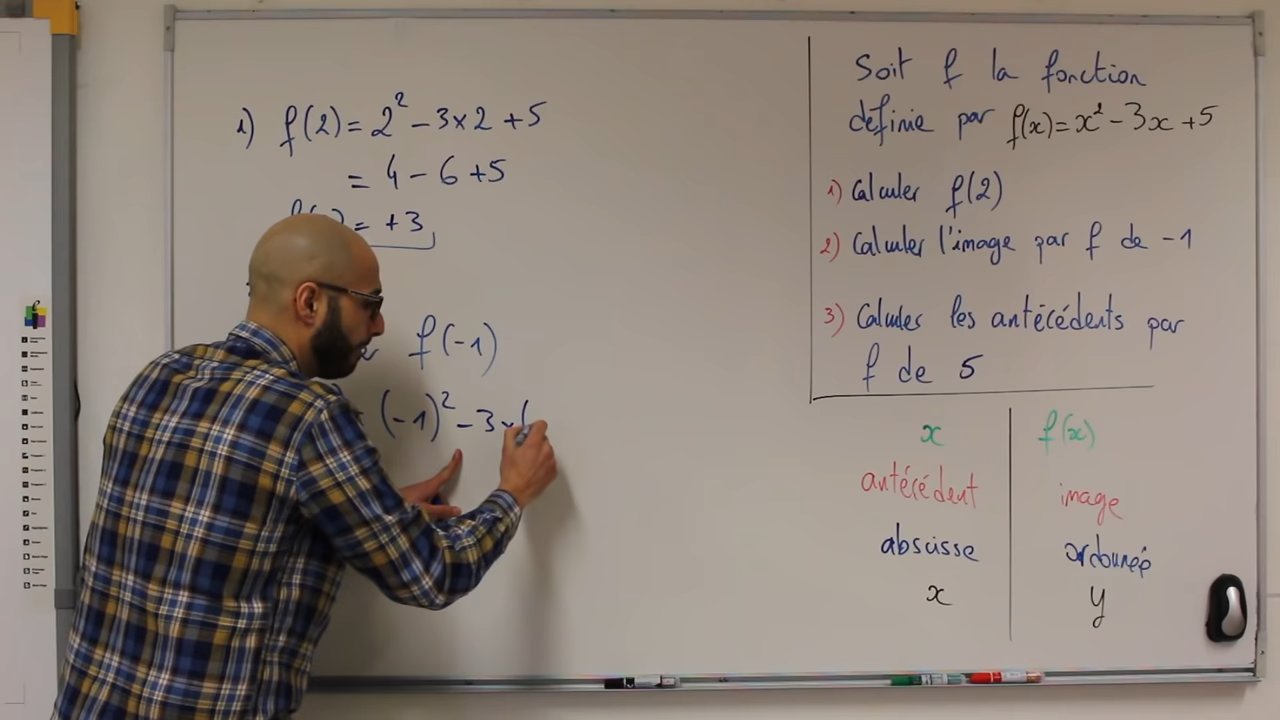 1) f(2) = 2² - 3×2 + 5
= 4 - 6 + 5
= +3
f(-1)
(-1)² - 3×(
Soit f la fonction
définie par f(x) = x² - 3x + 5
1) Calculer f(2)
2) Calculer l'image par f de -1
3) Calculer les antécédents par
f de 5
x f(x)
antécédent image
abscisse ordonnée
x y